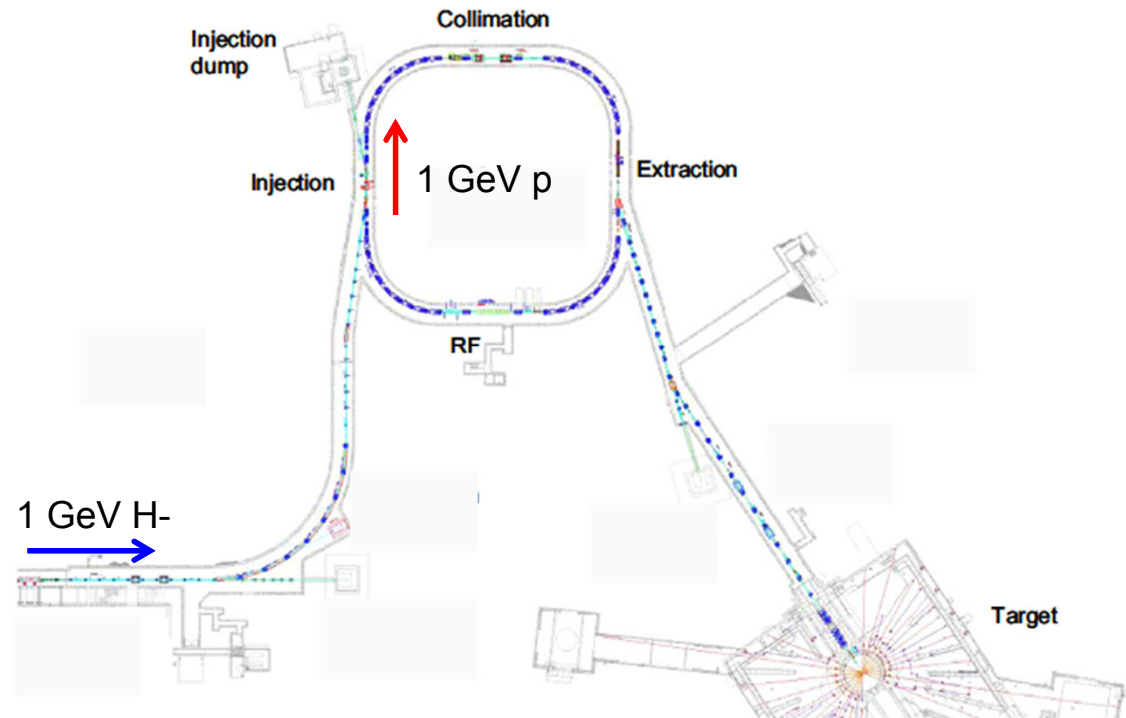 Collimation
Injection
dump
Injection
1 GeV p
Extraction
RF
1 GeV H-
Target